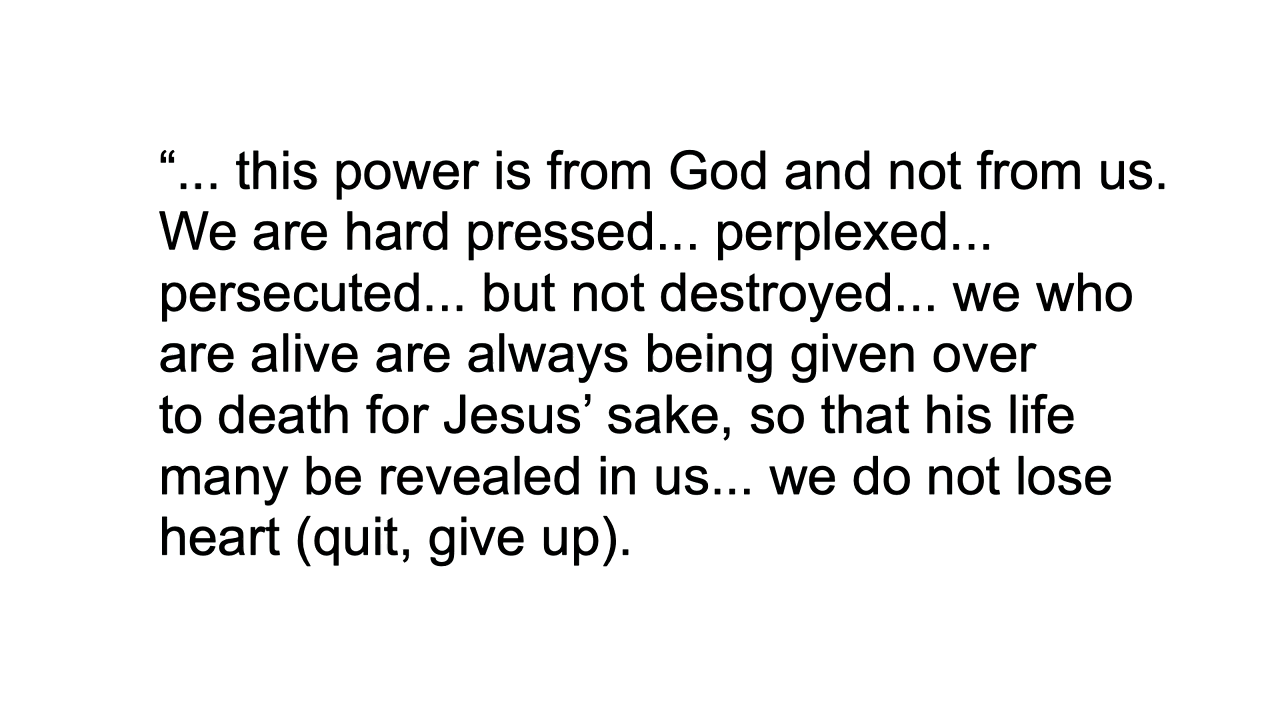 “... this power is from God and not from us.
We are hard pressed... perplexed...
persecuted... but not destroyed... we who
are alive are always being given over
to death for Jesus’ sake, so that his life
many be revealed in us... we do not lose
heart (quit, give up).